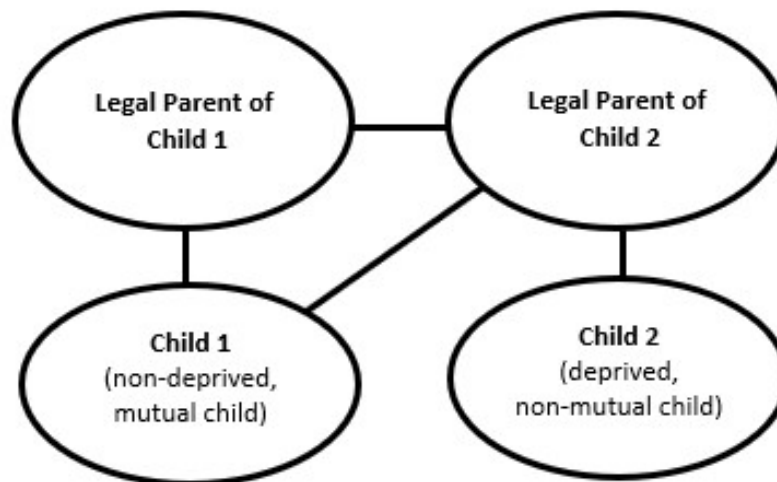 Legal Parent of
Child 1
Legal Parent of
Child 2
Child 1
(non-deprived,
mutual child)
Child 2
(deprived,
non-mutual child)